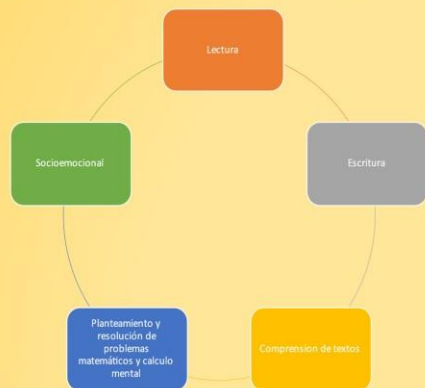 Lectura
Socioemocional
Escritura
Planteamiento y
resolución de
problemas
matemáticos y calculo
mental
Comprension de textos